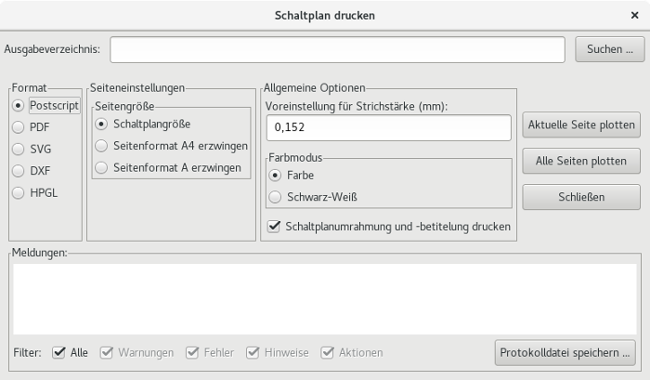 Schaltplan drucken
Ausgabeverzeichnis:
Suchen ...
Format
Postscript
PDF
SVG
DXF
HPGL
Seiteneinstellungen
Seitengröße
Schaltplangröße
Seitenformat A4 erzwingen
Seitenformat A erzwingen
Allgemeine Optionen
Voreinstellung für Strichstärke (mm):
0,152
Farbmodus
Farbe
Schwarz-Weiß
Schaltplanumrahmung und -betitelung drucken
Aktuelle Seite plotten
Alle Seiten plotten
Schließen
Meldungen:
Filter: Alle Warnungen Fehler Hinweise Aktionen
Protokolldatei speichern ...